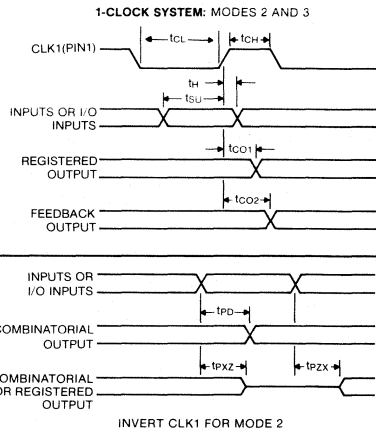 1-CLOCK SYSTEM: MODES 2 AND 3
CLK1(PIN1)
tCL
tCH
tH
tSU
INPUTS OR I/O
INPUTS
tCO1
REGISTERED
OUTPUT
tCO2
FEEDBACK
OUTPUT
INPUTS OR
I/O INPUTS
tPD
COMBINATORIAL
OUTPUT
tPXZ
tPZX
OMBINATORIAL
OR REGISTERED
OUTPUT
INVERT CLK1 FOR MODE 2